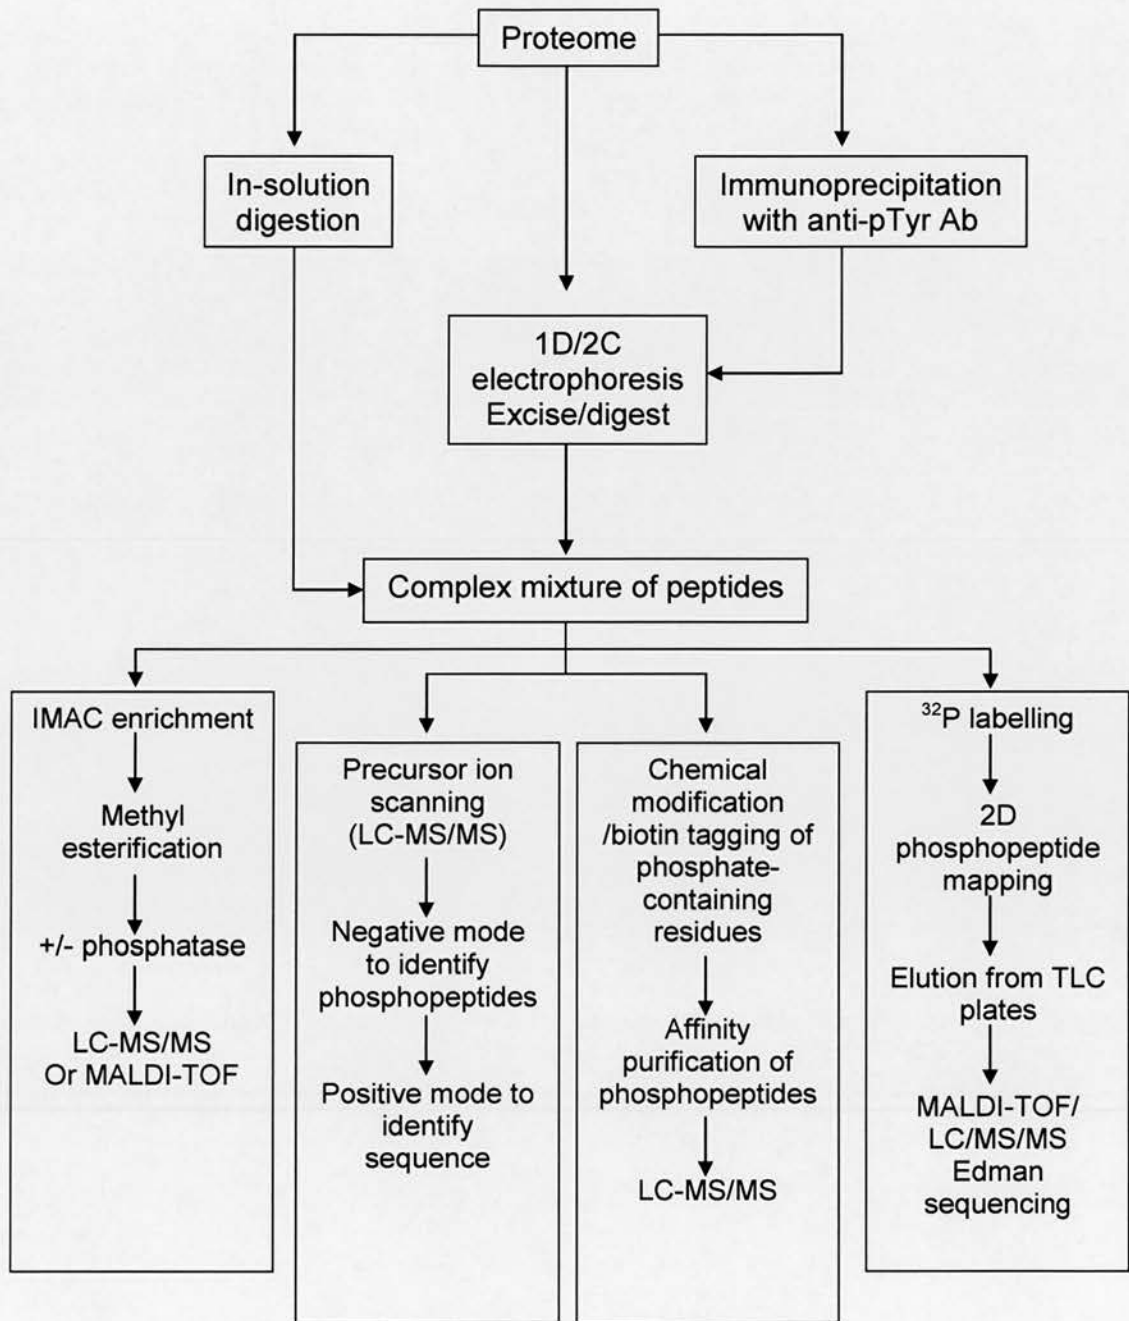 Proteome
In-solution
digestion
Immunoprecipitation
with anti-pTyr Ab
1D/2C
electrophoresis
Excise/digest
Complex mixture of peptides
IMAC enrichment
Methyl
esterification
+/- phosphatase
LC-MS/MS
Or MALDI-TOF
Precursor ion
scanning
(LC-MS/MS)
Negative mode
to identify
phosphopeptides
Positive mode to
identify
sequence
Chemical
modification
/biotin tagging of
phosphate-
containing
residues
Affinity
purification of
phosphopeptides
LC-MS/MS
³²P labelling
2D
phosphopeptide
mapping
Elution from TLC
plates
MALDI-TOF/
LC/MS/MS
Edman
sequencing